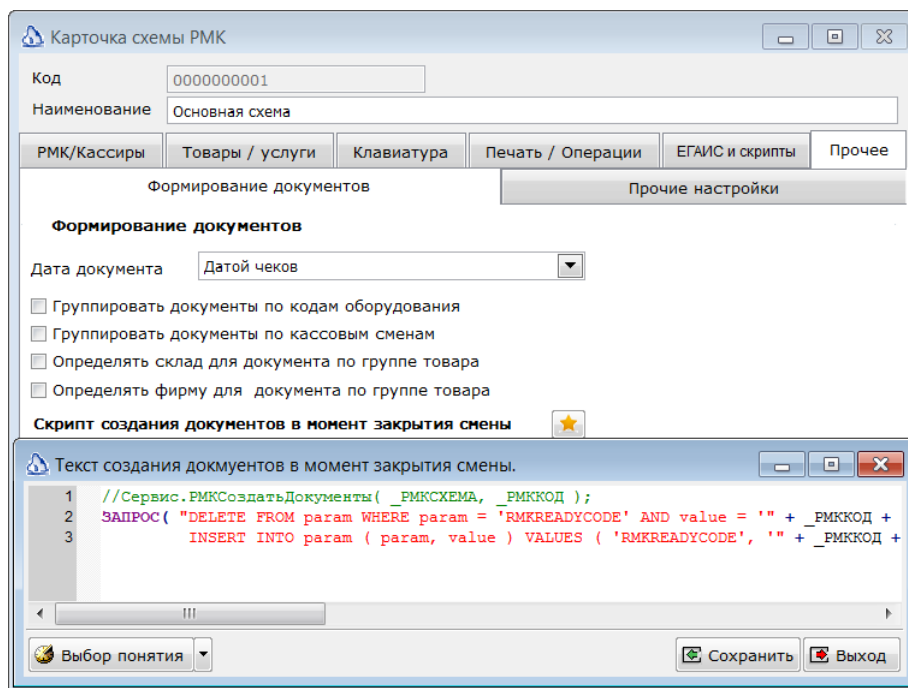 Карточка схемы РМК
Код 0000000001
Наименование Основная схема
РМК/Кассиры Товары / услуги Клавиатура Печать / Операции ЕГАИС и скрипты Прочее
Формирование документов Прочие настройки
Формирование документов
Дата документа Датой чеков
Группировать документы по кодам оборудования
Группировать документы по кассовым сменам
Определять склад для документа по группе товара
Определять фирму для документа по группе товара
Скрипт создания документов в момент закрытия смены
Текст создания докмуентов в момент закрытия смены.
1 //Сервис.РМКСоздатьДокументы( _РМКСХЕМА, _РМККОД );
2 ЗАПРОС( "DELETE FROM param WHERE param = 'RMKREADYCODE' AND value = '" + _РМККОД +
3 INSERT INTO param ( param, value ) VALUES ( 'RMKREADYCODE', '" + _РМККОД +
Выбор понятия Сохранить Выход